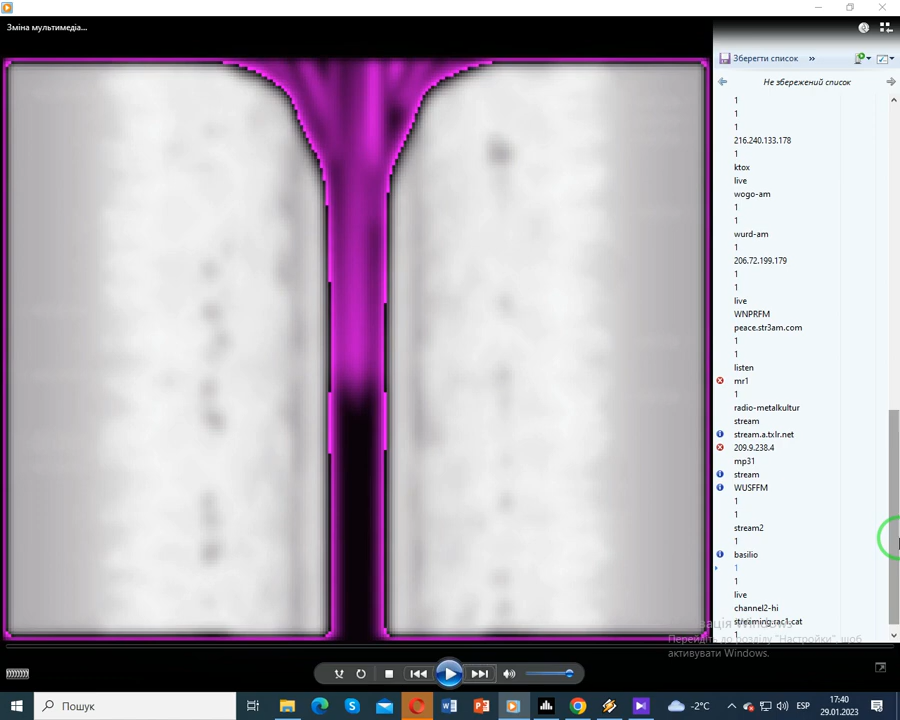 Зміна мультимедіа...
Зберегти список »
Не збережений список
1
1
1
216.240.133.178
1
ktox
live
wogo-am
1
1
wurd-am
1
206.72.199.179
1
1
live
WNPRFM
peace.str3am.com
1
1
listen
mr1
1
radio-metalkultur
stream
stream.a.txlr.net
209.9.238.4
mp31
stream
WUSFFM
1
1
stream2
1
basilio
1
1
live
channel2-hi
streaming.rac1.cat
1
Перейдіть до розділу "Настройки", щоб
активувати Windows.
Пошук
-2°C
ESP
17:40
29.01.2023